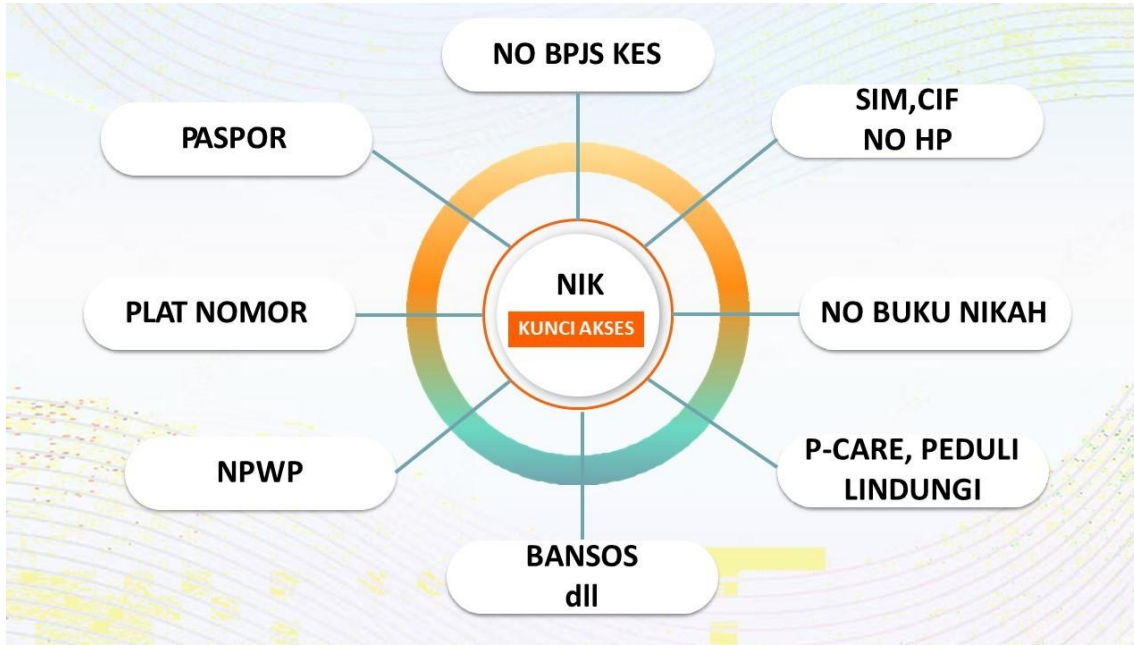 NO BPJS KES
SIM,CIF
NO HP
PASPOR
NIK
KUNCI AKSES
PLAT NOMOR
NO BUKU NIKAH
NPWP
P-CARE, PEDULI
LINDUNGI
BANSOS
dll